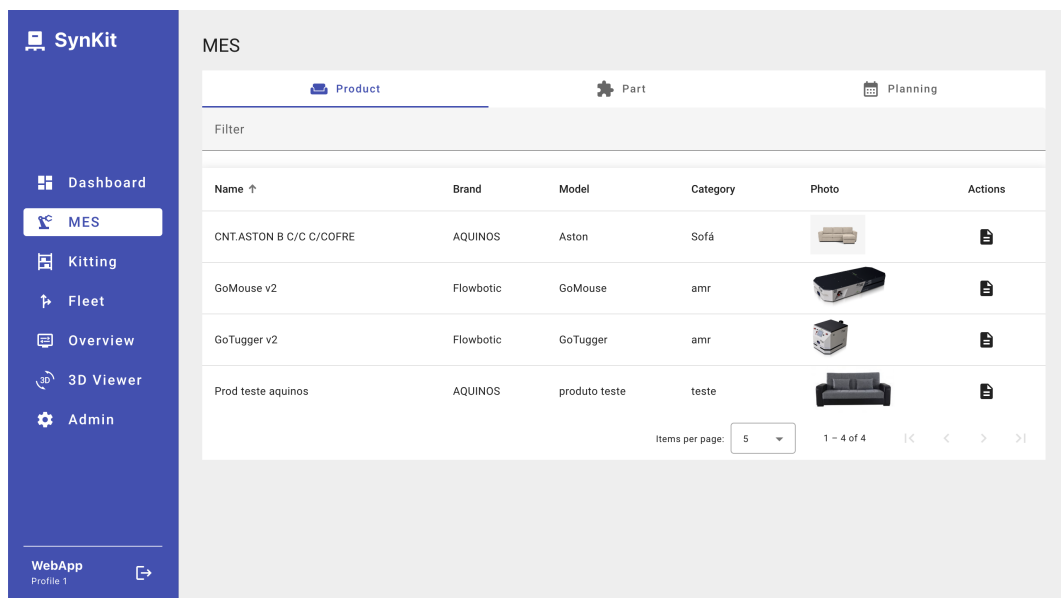 SynKit
Dashboard
MES
Kitting
Fleet
Overview
3D
3D Viewer
Admin
WebApp
Profile 1
MES
Product Part Planning
Filter
Name Brand Model Category Photo Actions
CNT.ASTON B C/C C/COFRE AQUINOS Aston Sofá
GoMouse v2 Flowbotic GoMouse amr
GoTugger v2 Flowbotic GoTugger amr
Prod teste aquinos AQUINOS produto teste teste
Items per page: 5 1 – 4 of 4